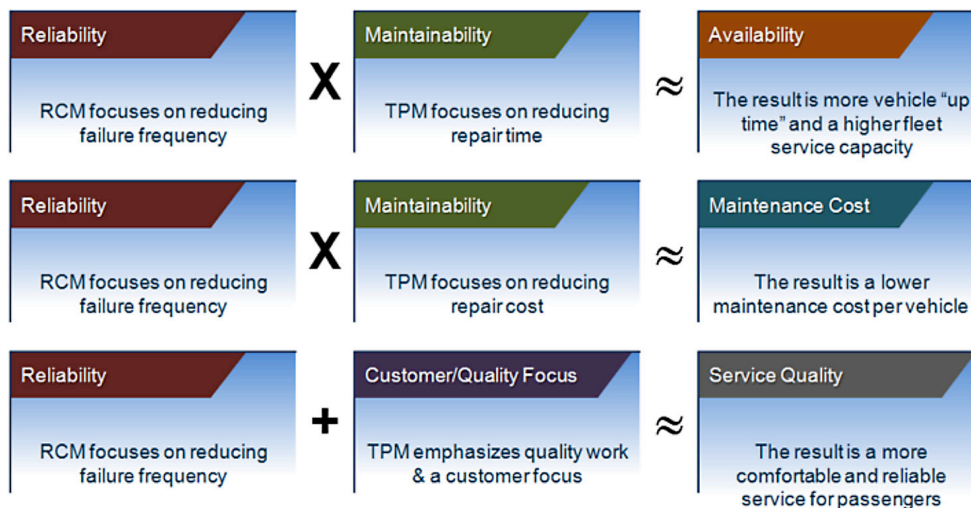 Reliability
RCM focuses on reducing
failure frequency
X
Maintainability
TPM focuses on reducing
repair time
≈
Availability
The result is more vehicle “up
time” and a higher fleet
service capacity
Reliability
RCM focuses on reducing
failure frequency
X
Maintainability
TPM focuses on reducing
repair cost
≈
Maintenance Cost
The result is a lower
maintenance cost per vehicle
Reliability
RCM focuses on reducing
failure frequency
+
Customer/Quality Focus
TPM emphasizes quality work
& a customer focus
≈
Service Quality
The result is a more
comfortable and reliable
service for passengers